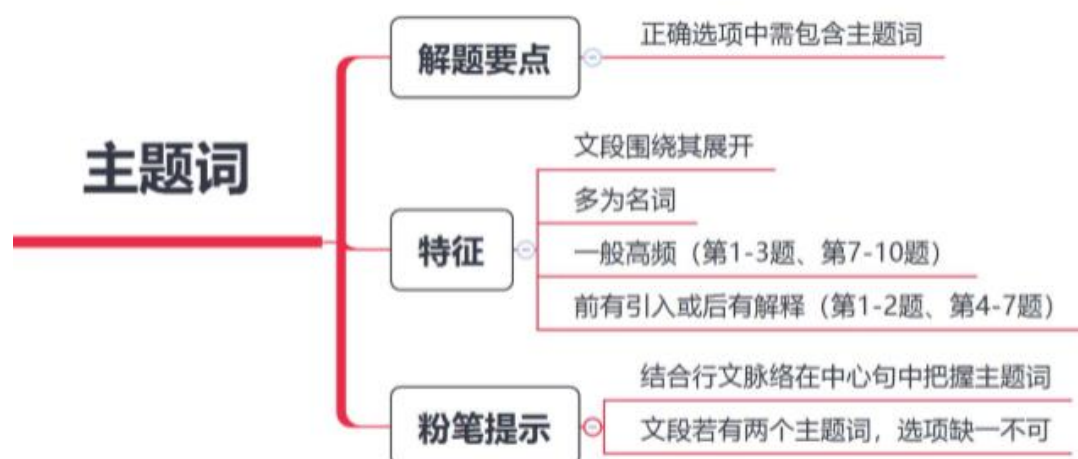 主题词
解题要点
正确选项中需包含主题词
特征
文段围绕其展开
多为名词
一般高频（第1-3题、第7-10题）
前有引入或后有解释（第1-2题、第4-7题）
粉笔提示
结合行文脉络在中心句中把握主题词
文段若有两个主题词，选项缺一不可